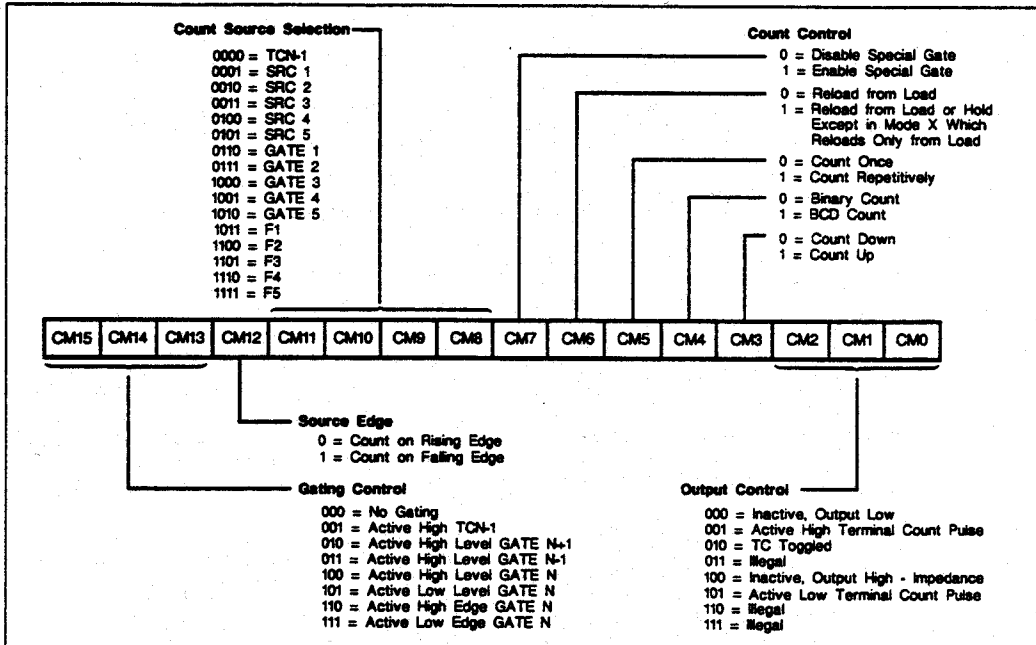 Count Source Selection
0000 = TCN-1
0001 = SRC 1
0010 = SRC 2
0011 = SRC 3
0100 = SRC 4
0101 = SRC 5
0110 = GATE 1
0111 = GATE 2
1000 = GATE 3
1001 = GATE 4
1010 = GATE 5
1011 = F1
1100 = F2
1101 = F3
1110 = F4
1111 = F5
Count Control
0 = Disable Special Gate
1 = Enable Special Gate
0 = Reload from Load
1 = Reload from Load or Hold
Except in Mode X Which
Reloads Only from Load
0 = Count Once
1 = Count Repetitively
0 = Binary Count
1 = BCD Count
0 = Count Down
1 = Count Up
CM15 CM14 CM13 CM12 CM11 CM10 CM9 CM8 CM7 CM6 CM5 CM4 CM3 CM2 CM1 CM0
Source Edge
0 = Count on Rising Edge
1 = Count on Falling Edge
Gating Control
000 = No Gating
001 = Active High TCN-1
010 = Active High Level GATE N+1
011 = Active High Level GATE N-1
100 = Active High Level GATE N
101 = Active Low Level GATE N
110 = Active High Edge GATE N
111 = Active Low Edge GATE N
Output Control
000 = Inactive, Output Low
001 = Active High Terminal Count Pulse
010 = TC Toggled
011 = Illegal
100 = Inactive, Output High - Impedance
101 = Active Low Terminal Count Pulse
110 = Illegal
111 = Illegal